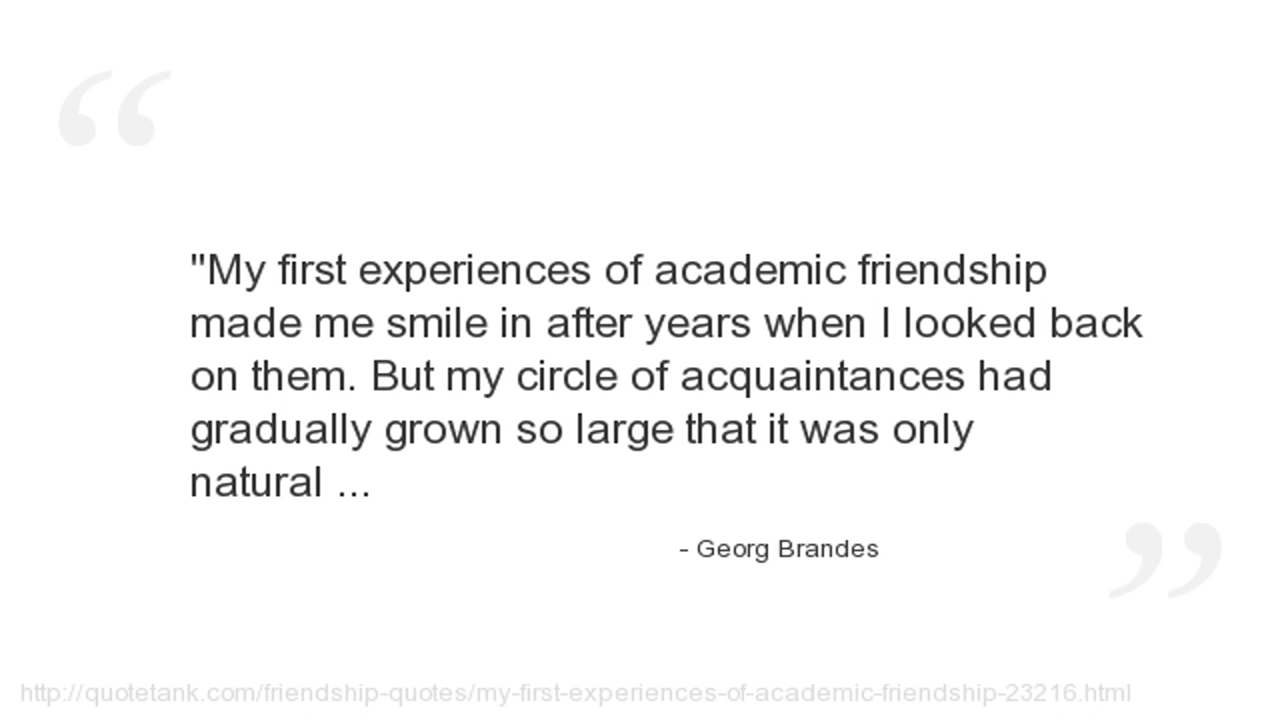 "My first experiences of academic friendship
made me smile in after years when I looked back
on them. But my circle of acquaintances had
gradually grown so large that it was only
natural ...
- Georg Brandes
http://quotetank.com/friendship-quotes/my-first-experiences-of-academic-friendship-23216.html